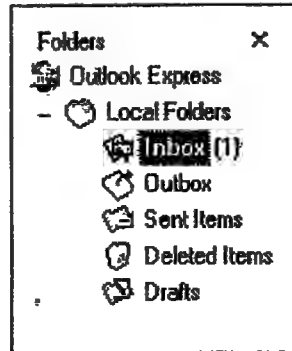 Folders ×
Outlook Express
Local Folders
Inbox (1)
Outbox
Sent Items
Deleted Items
Drafts